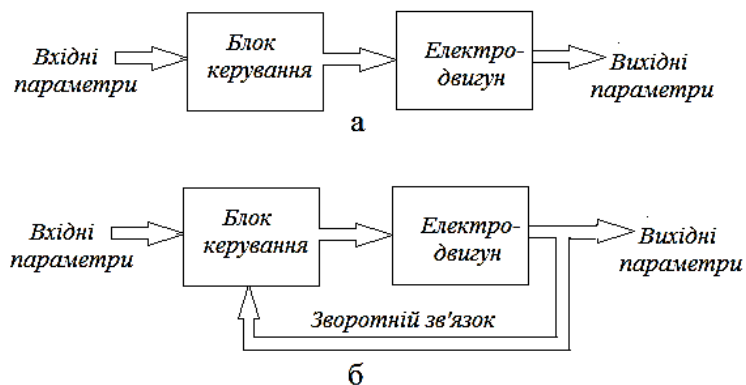 Вхідні
параметри
Блок
керування
Електро-
двигун
Вихідні
параметри
а
Вхідні
параметри
Блок
керування
Електро-
двигун
Вихідні
параметри
Зворотній зв'язок
б